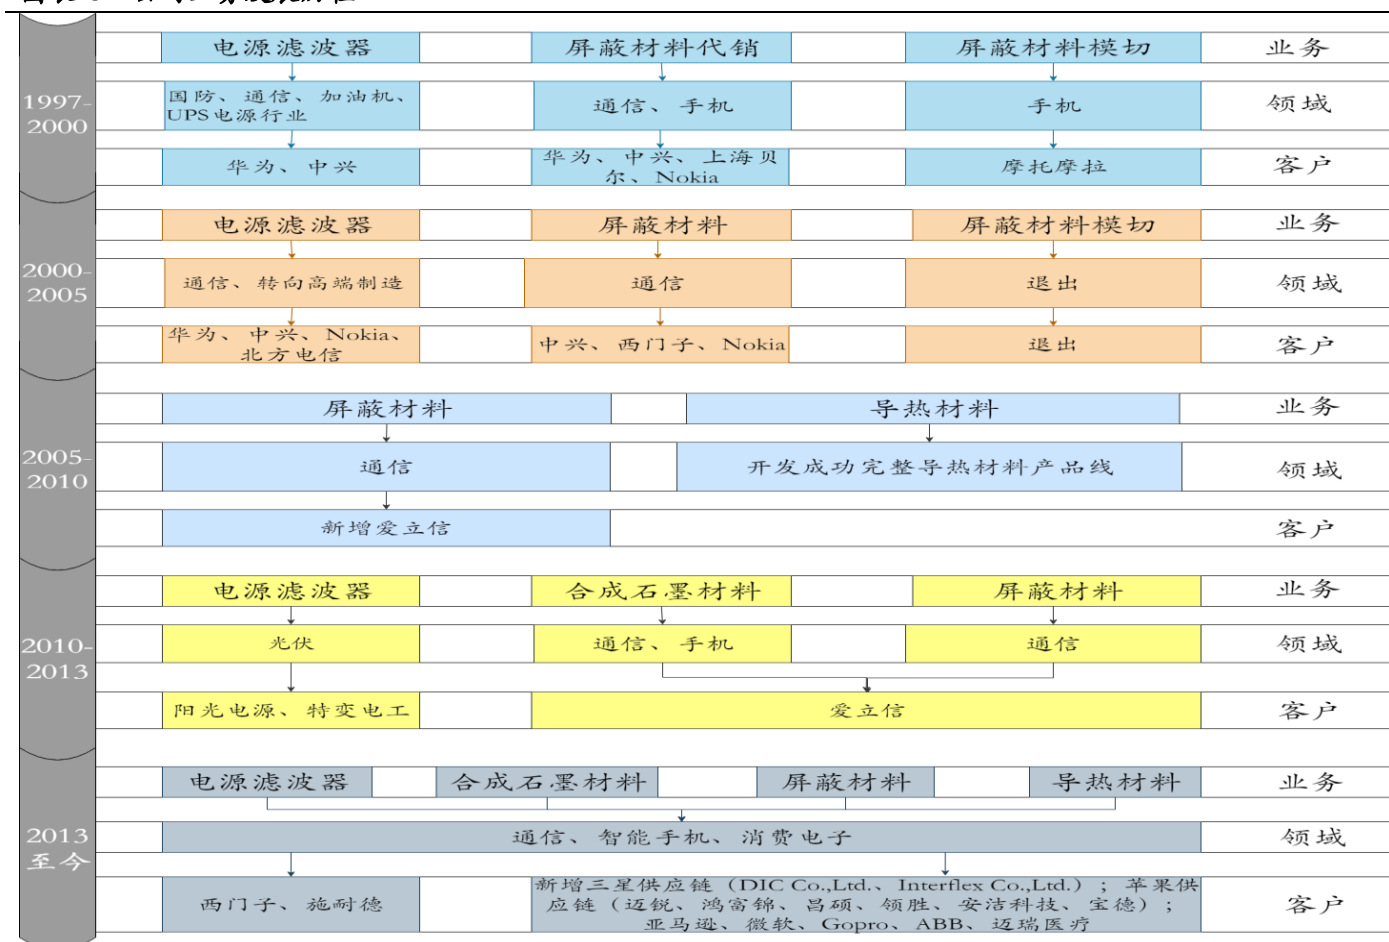 电源滤波器 屏蔽材料代销 屏蔽材料模切 业务
1997-
2000
国防、通信、加油机、
UPS电源行业
通信、手机 手机 领域
华为、中兴
华为、中兴、上海贝
尔、Nokia
摩托摩拉 客户
电源滤波器 屏蔽材料 屏蔽材料模切 业务
2000-
2005
通信、转向高端制造 通信 退出 领域
华为、中兴、Nokia、
北方电信
中兴、西门子、Nokia 退出 客户
屏蔽材料 导热材料 业务
2005-
2010
通信 开发成功完整导热材料产品线 领域
新增爱立信 客户
电源滤波器 合成石墨材料 屏蔽材料 业务
2010-
2013
光伏 通信、手机 通信 领域
阳光电源、特变电工 爱立信 客户
电源滤波器 合成石墨材料 屏蔽材料 导热材料 业务
2013
至今
通信、智能手机、消费电子 领域
西门子、施耐德
新增三星供应链（DIC Co.,Ltd.、Interflex Co.,Ltd.）；苹果供
应链（迈锐、鸿富锦、昌硕、领胜、安洁科技、宝德）；
亚马逊、微软、Gopro、ABB、迈瑞医疗
客户